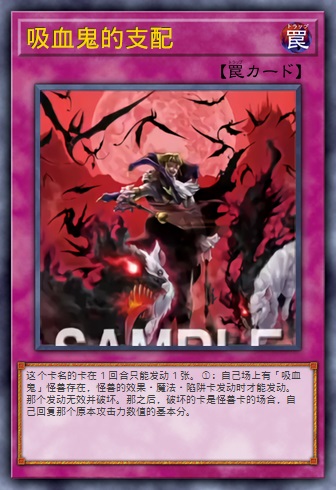 吸血鬼的支配
トラップ
罠
トラップ
【罠カード】
SAMPLE
这个卡名的卡在1回合只能发动1张。①：自己场上有「吸血
鬼」怪兽存在，怪兽的效果·魔法·陷阱卡发动时才能发动。
那个发动无效并破坏。那之后，破坏的卡是怪兽卡的场合，自
己回复那个原本攻击力数值的基本分。